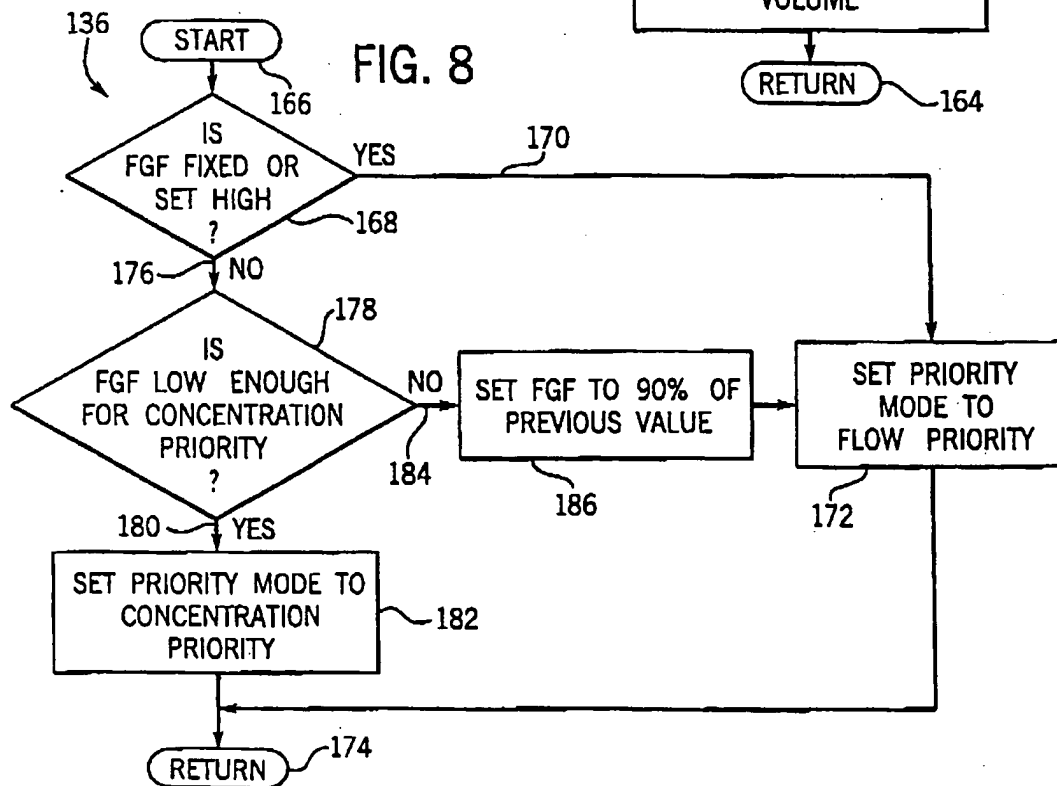 VOLUME
136
START
FIG. 8
166
RETURN
164
IS
FGF FIXED OR
SET HIGH
?
YES
170
168
176
NO
178
IS
FGF LOW ENOUGH
FOR CONCENTRATION
PRIORITY
?
NO
184
SET FGF TO 90% OF
PREVIOUS VALUE
186
SET PRIORITY
MODE TO
FLOW PRIORITY
172
180
YES
SET PRIORITY MODE TO
CONCENTRATION
PRIORITY
182
RETURN
174